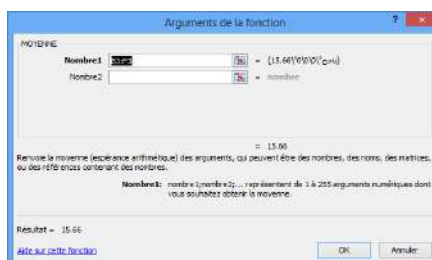 Arguments de la fonction
MOYENNE
Nombre1
Nombre2 = nombre
= 15.66
Renvoie la moyenne (espérance arithmétique) des arguments, qui peuvent être des nombres, des noms, des matrices,
ou des références contenant des nombres.
Nombre1: nombre1;nombre2;... représentent de 1 à 255 arguments numériques dont
vous souhaitez obtenir la moyenne.
Résultat = 15.66
Aide sur cette fonction
OK Annuler